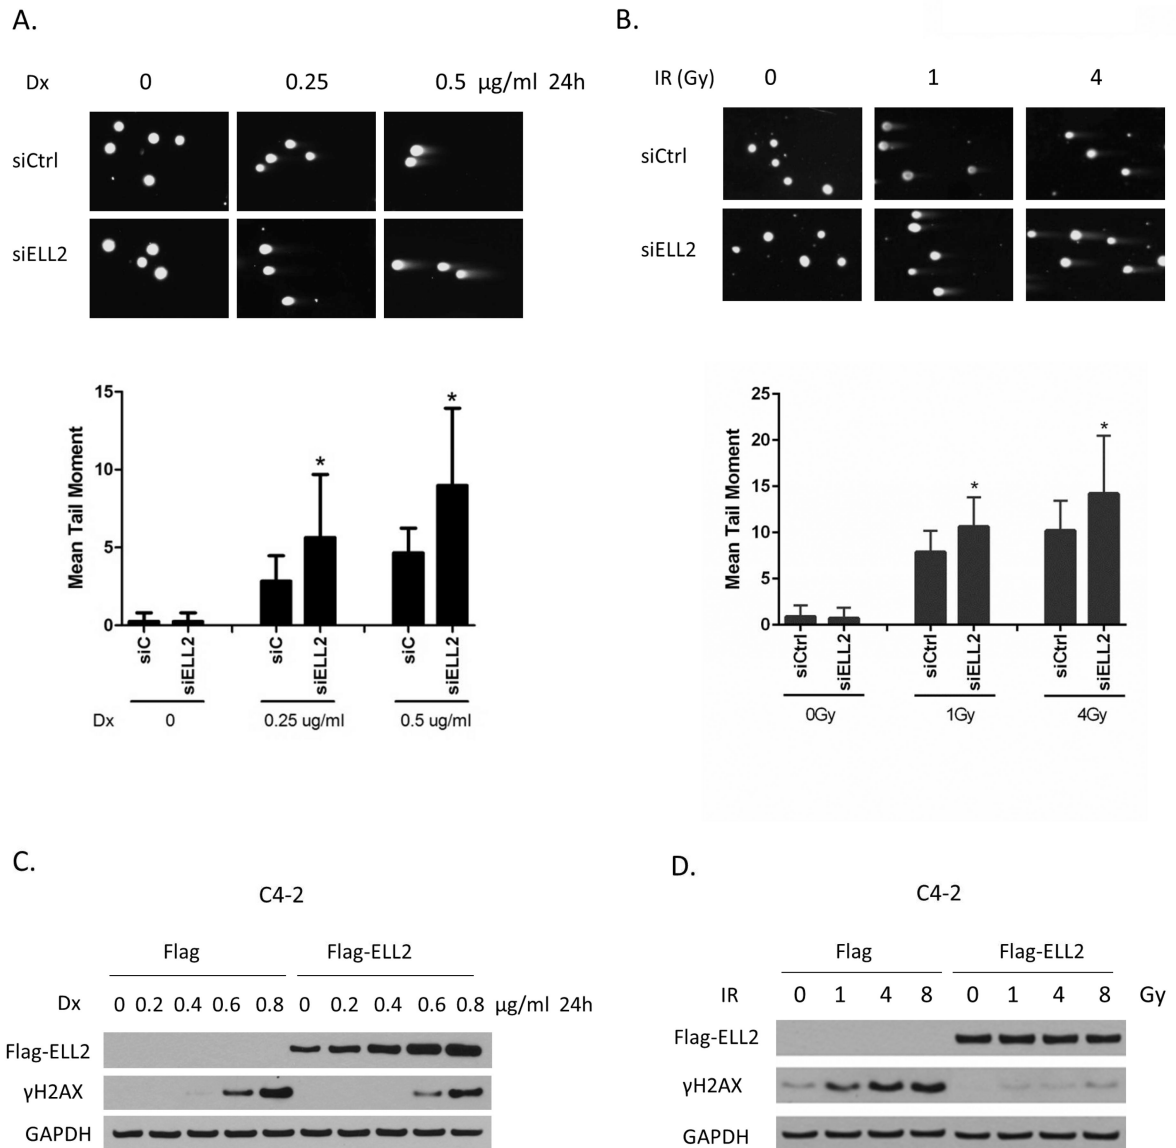 A.
Dx 0 0.25 0.5 µg/ml 24h
siCtrl
siELL2
15
10
5
0
Mean Tail Moment
*
*
siC
siELL2
siC
siELL2
siC
siELL2
Dx 0 0.25 ug/ml 0.5 ug/ml
B.
IR (Gy) 0 1 4
siCtrl
siELL2
25
20
15
10
5
0
Mean Tail Moment
*
*
siCtrl
siELL2
siCtrl
siELL2
siCtrl
siELL2
0Gy 1Gy 4Gy
C.
C4-2
Flag Flag-ELL2
Dx 0 0.2 0.4 0.6 0.8 0 0.2 0.4 0.6 0.8 µg/ml 24h
Flag-ELL2
γH2AX
GAPDH
D.
C4-2
Flag Flag-ELL2
IR 0 1 4 8 0 1 4 8 Gy
Flag-ELL2
γH2AX
GAPDH